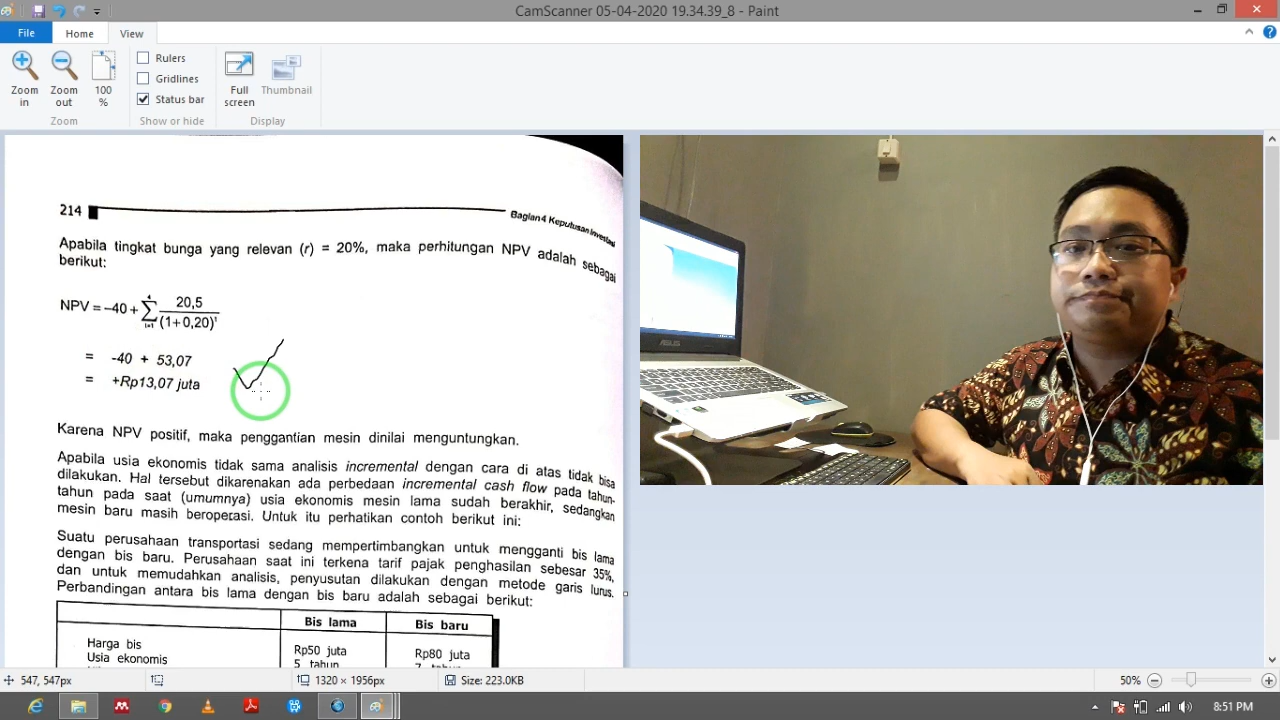 CamScanner 05-04-2020 19.34.39_8 - Paint
File Home View
Zoom in
Zoom out
100 %
Rulers
Gridlines
Status bar
Full screen
Thumbnail
Zoom
Show or hide
Display
214
Bagian 4 Keputusan Investasi
Apabila tingkat bunga yang relevan (r) = 20%, maka perhitungan NPV adalah sebagai
berikut:
NPV = –40 + 4∑i=1 20,5 / (1+0,20)¹
= -40 + 53,07
= +Rp13,07 juta
Karena NPV positif, maka penggantian mesin dinilai menguntungkan.
Apabila usia ekonomis tidak sama analisis incremental dengan cara di atas tidak bisa
dilakukan. Hal tersebut dikarenakan ada perbedaan incremental cash flow pada tahun-
tahun pada saat (umumnya) usia ekonomis mesin lama sudah berakhir, sedangkan
mesin baru masih beroperasi. Untuk itu perhatikan contoh berikut ini:
Suatu perusahaan transportasi sedang mempertimbangkan untuk mengganti bis lama
dengan bis baru. Perusahaan saat ini terkena tarif pajak penghasilan sebesar 35%,
dan untuk memudahkan analisis, penyusutan dilakukan dengan metode garis lurus.
Perbandingan antara bis lama dengan bis baru adalah sebagai berikut:
Bis lama Bis baru
Harga bis Rp50 juta Rp80 juta
Usia ekonomis 5 tahun 7
ASUS
547, 547px
1320 × 1956px
Size: 223.0KB
50%
8:51 PM